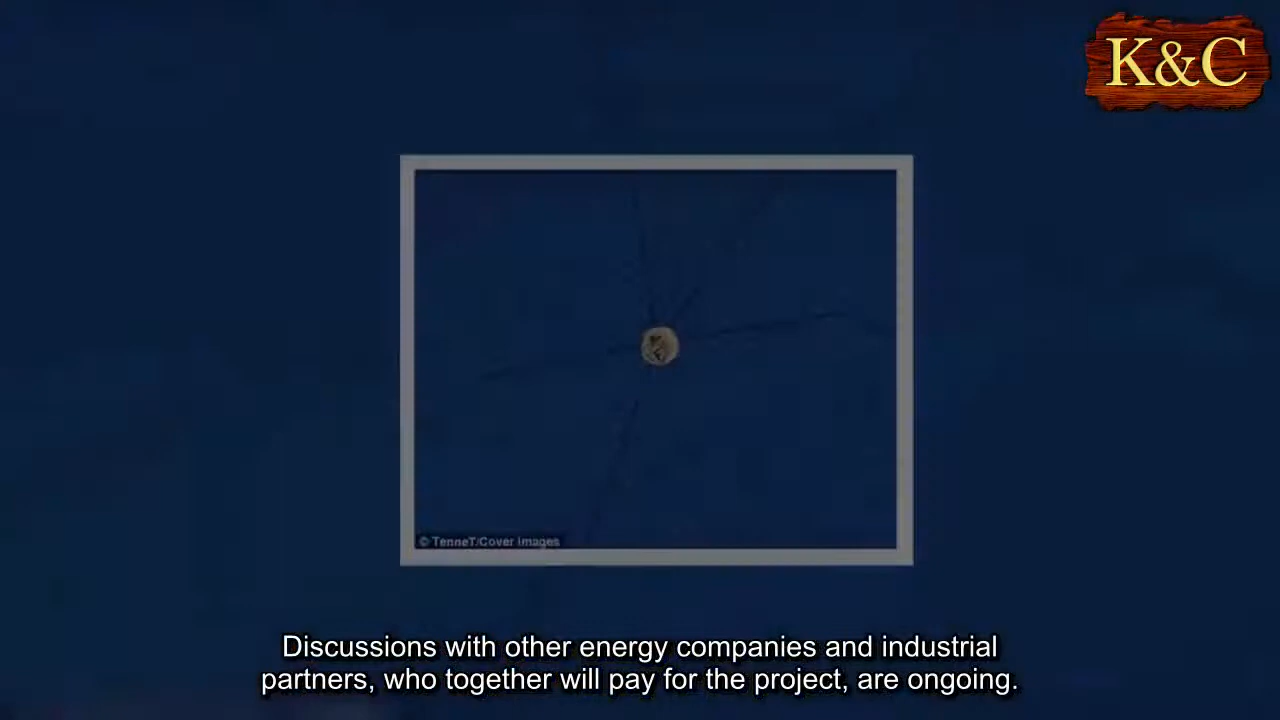 K&C
© TenneT/Cover Images
Discussions with other energy companies and industrial
partners, who together will pay for the project, are ongoing.